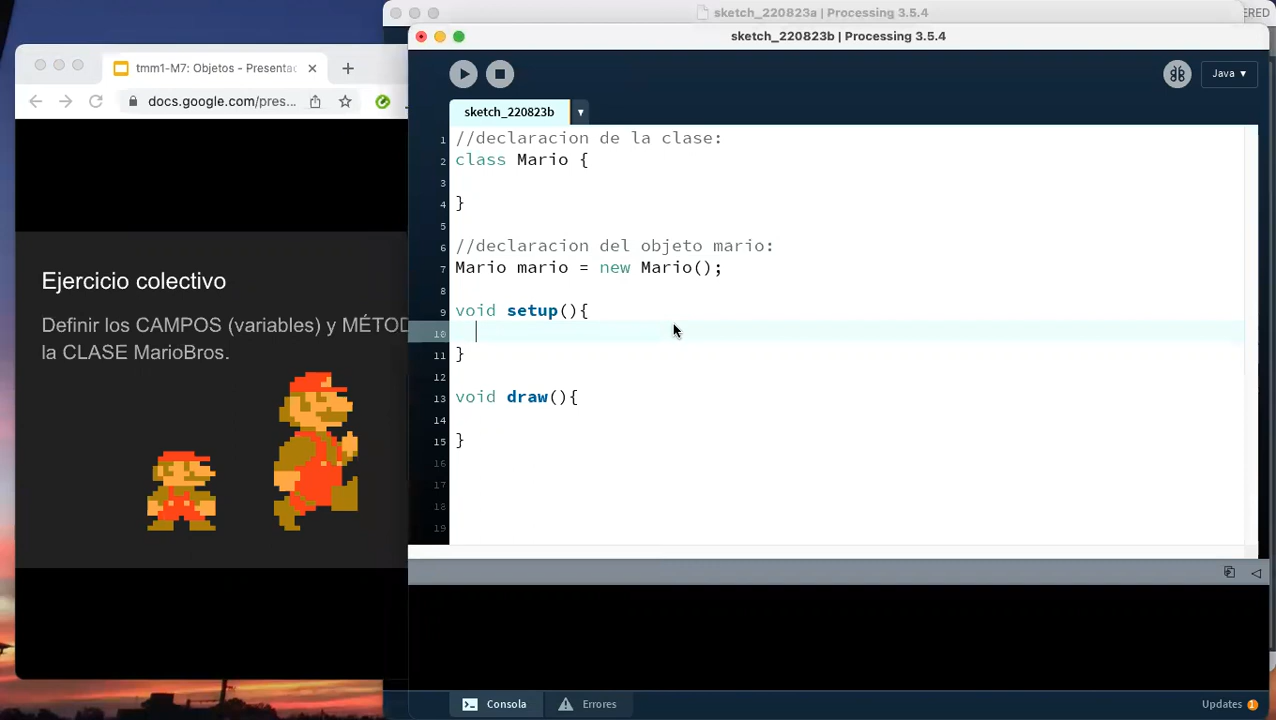 sketch_220823a | Processing 3.5.4
ERED
sketch_220823b | Processing 3.5.4
tmm1-M7: Objetos - Presentac
docs.google.com/pres...
Java ▾
sketch_220823b
1 //declaracion de la clase:
2 class Mario {
3
4 }
5
6 //declaracion del objeto mario:
7 Mario mario = new Mario();
8
9 void setup(){
10
11 }
12
13 void draw(){
14
15 }
16
17
18
19
Ejercicio colectivo
Definir los CAMPOS (variables) y MÉTOD
la CLASE MarioBros.
Consola
Errores
Updates 1